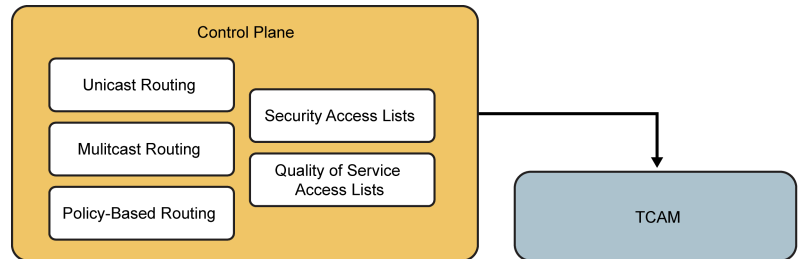 Control Plane
Unicast Routing
Mulitcast Routing
Policy-Based Routing
Security Access Lists
Quality of Service
Access Lists
TCAM